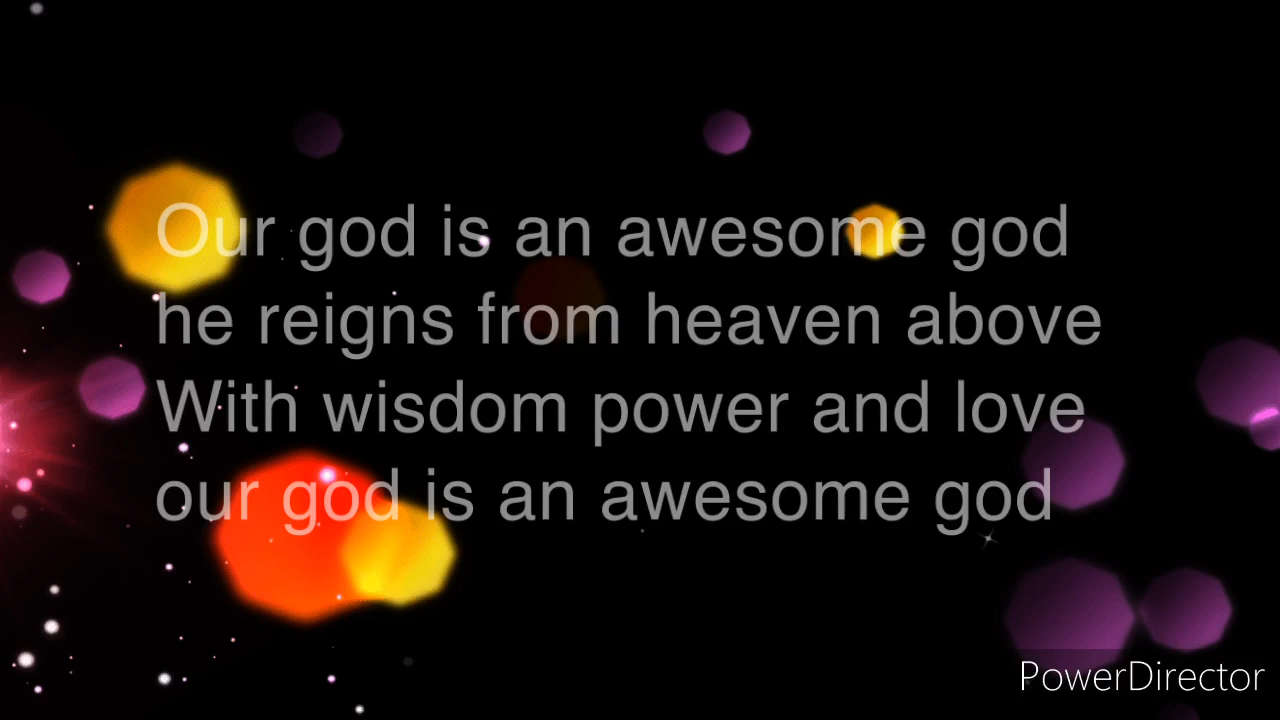 Our god is an awesome god
he reigns from heaven above
With wisdom power and love
our god is an awesome god
PowerDirector